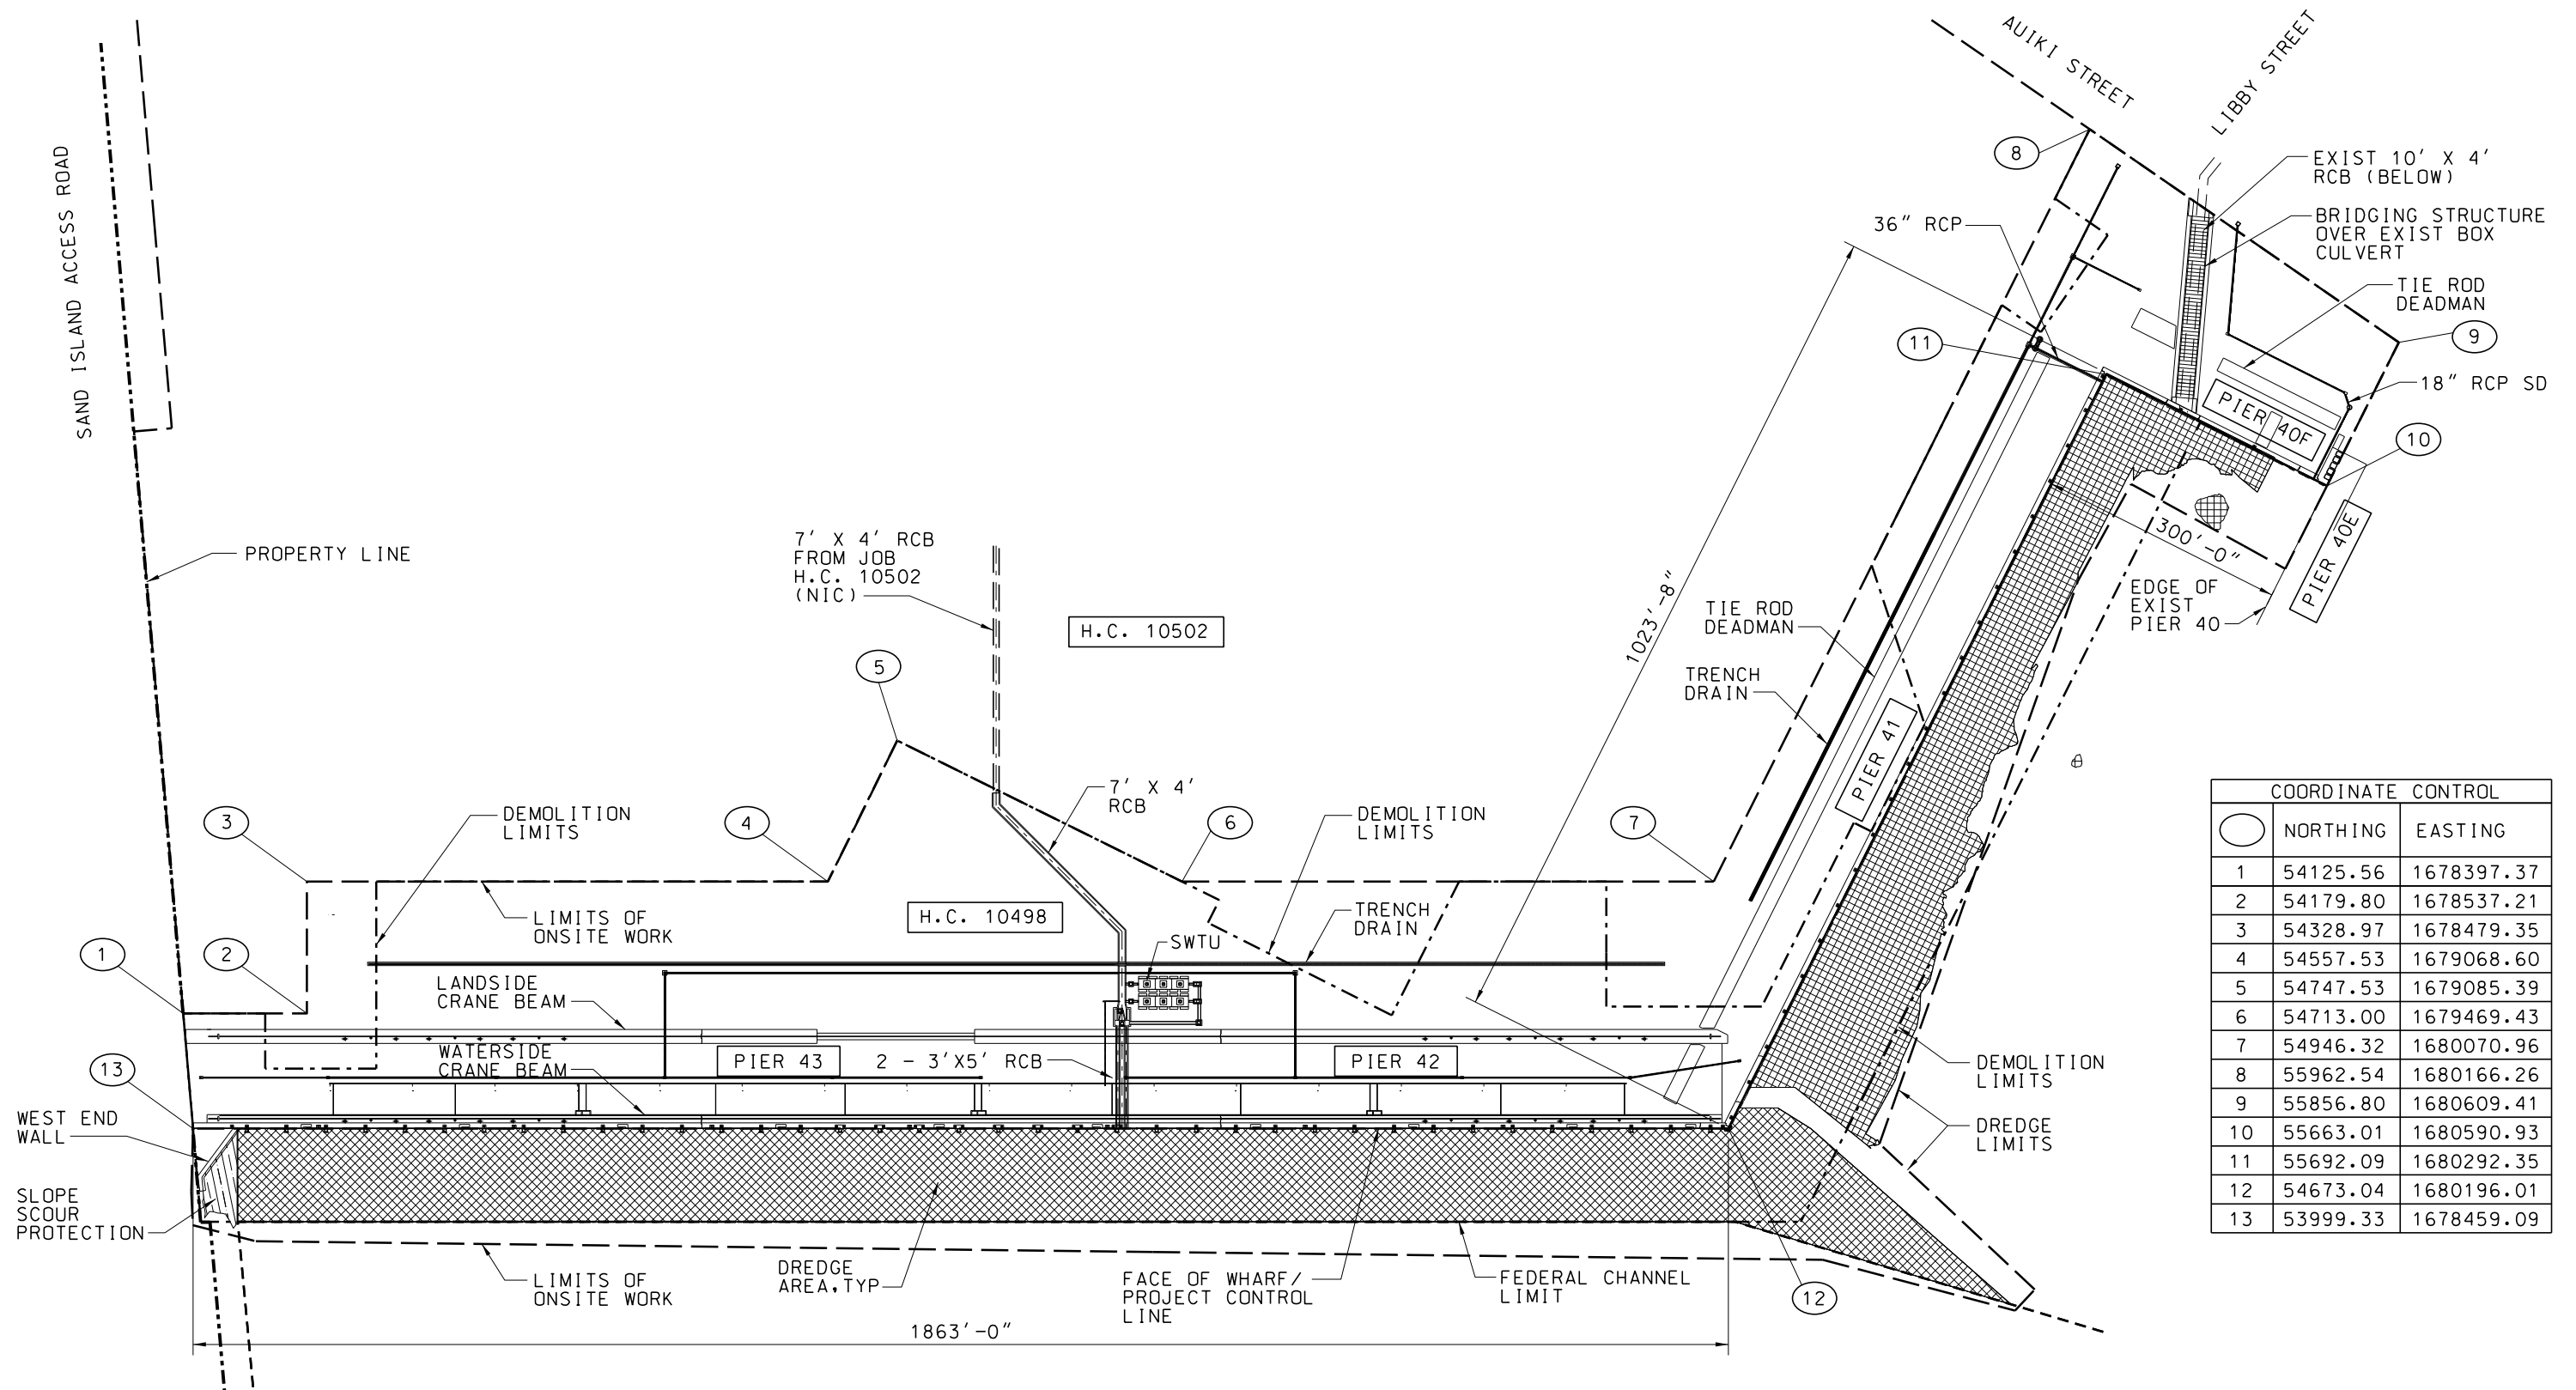 AUIKI STREET
LIBBY STREET
8
EXIST 10' X 4'
RCB (BELOW)
BRIDGING STRUCTURE
OVER EXIST BOX
CULVERT
36" RCP
TIE ROD
DEADMAN
11
9
18" RCP SD
PIER 40F
10
SAND ISLAND ACCESS ROAD
PROPERTY LINE
7' X 4' RCB
FROM JOB
H.C. 10502
(NIC)
H.C. 10502
300'-0"
PIER 40E
EDGE OF
EXIST
PIER 40
1023'-8"
TIE ROD
DEADMAN
TRENCH
DRAIN
PIER 41
5
7' X 4'
RCB
3
DEMOLITION
LIMITS
4
6
DEMOLITION
LIMITS
7
LIMITS OF
ONSITE WORK
H.C. 10498
TRENCH
DRAIN
SWTU
1
2
LANDSIDE
CRANE BEAM
WATERSIDE
CRANE BEAM
PIER 43
2 - 3'X5' RCB
PIER 42
13
WEST END
WALL
SLOPE
SCOUR
PROTECTION
DEMOLITION
LIMITS
DREDGE
LIMITS
LIMITS OF
ONSITE WORK
DREDGE
AREA,TYP
FACE OF WHARF/
PROJECT CONTROL
LINE
FEDERAL CHANNEL
LIMIT
12
1863'-0"
COORDINATE CONTROL
NORTHING EASTING
1 54125.56 1678397.37
2 54179.80 1678537.21
3 54328.97 1678479.35
4 54557.53 1679068.60
5 54747.53 1679085.39
6 54713.00 1679469.43
7 54946.32 1680070.96
8 55962.54 1680166.26
9 55856.80 1680609.41
10 55663.01 1680590.93
11 55692.09 1680292.35
12 54673.04 1680196.01
13 53999.33 1678459.09